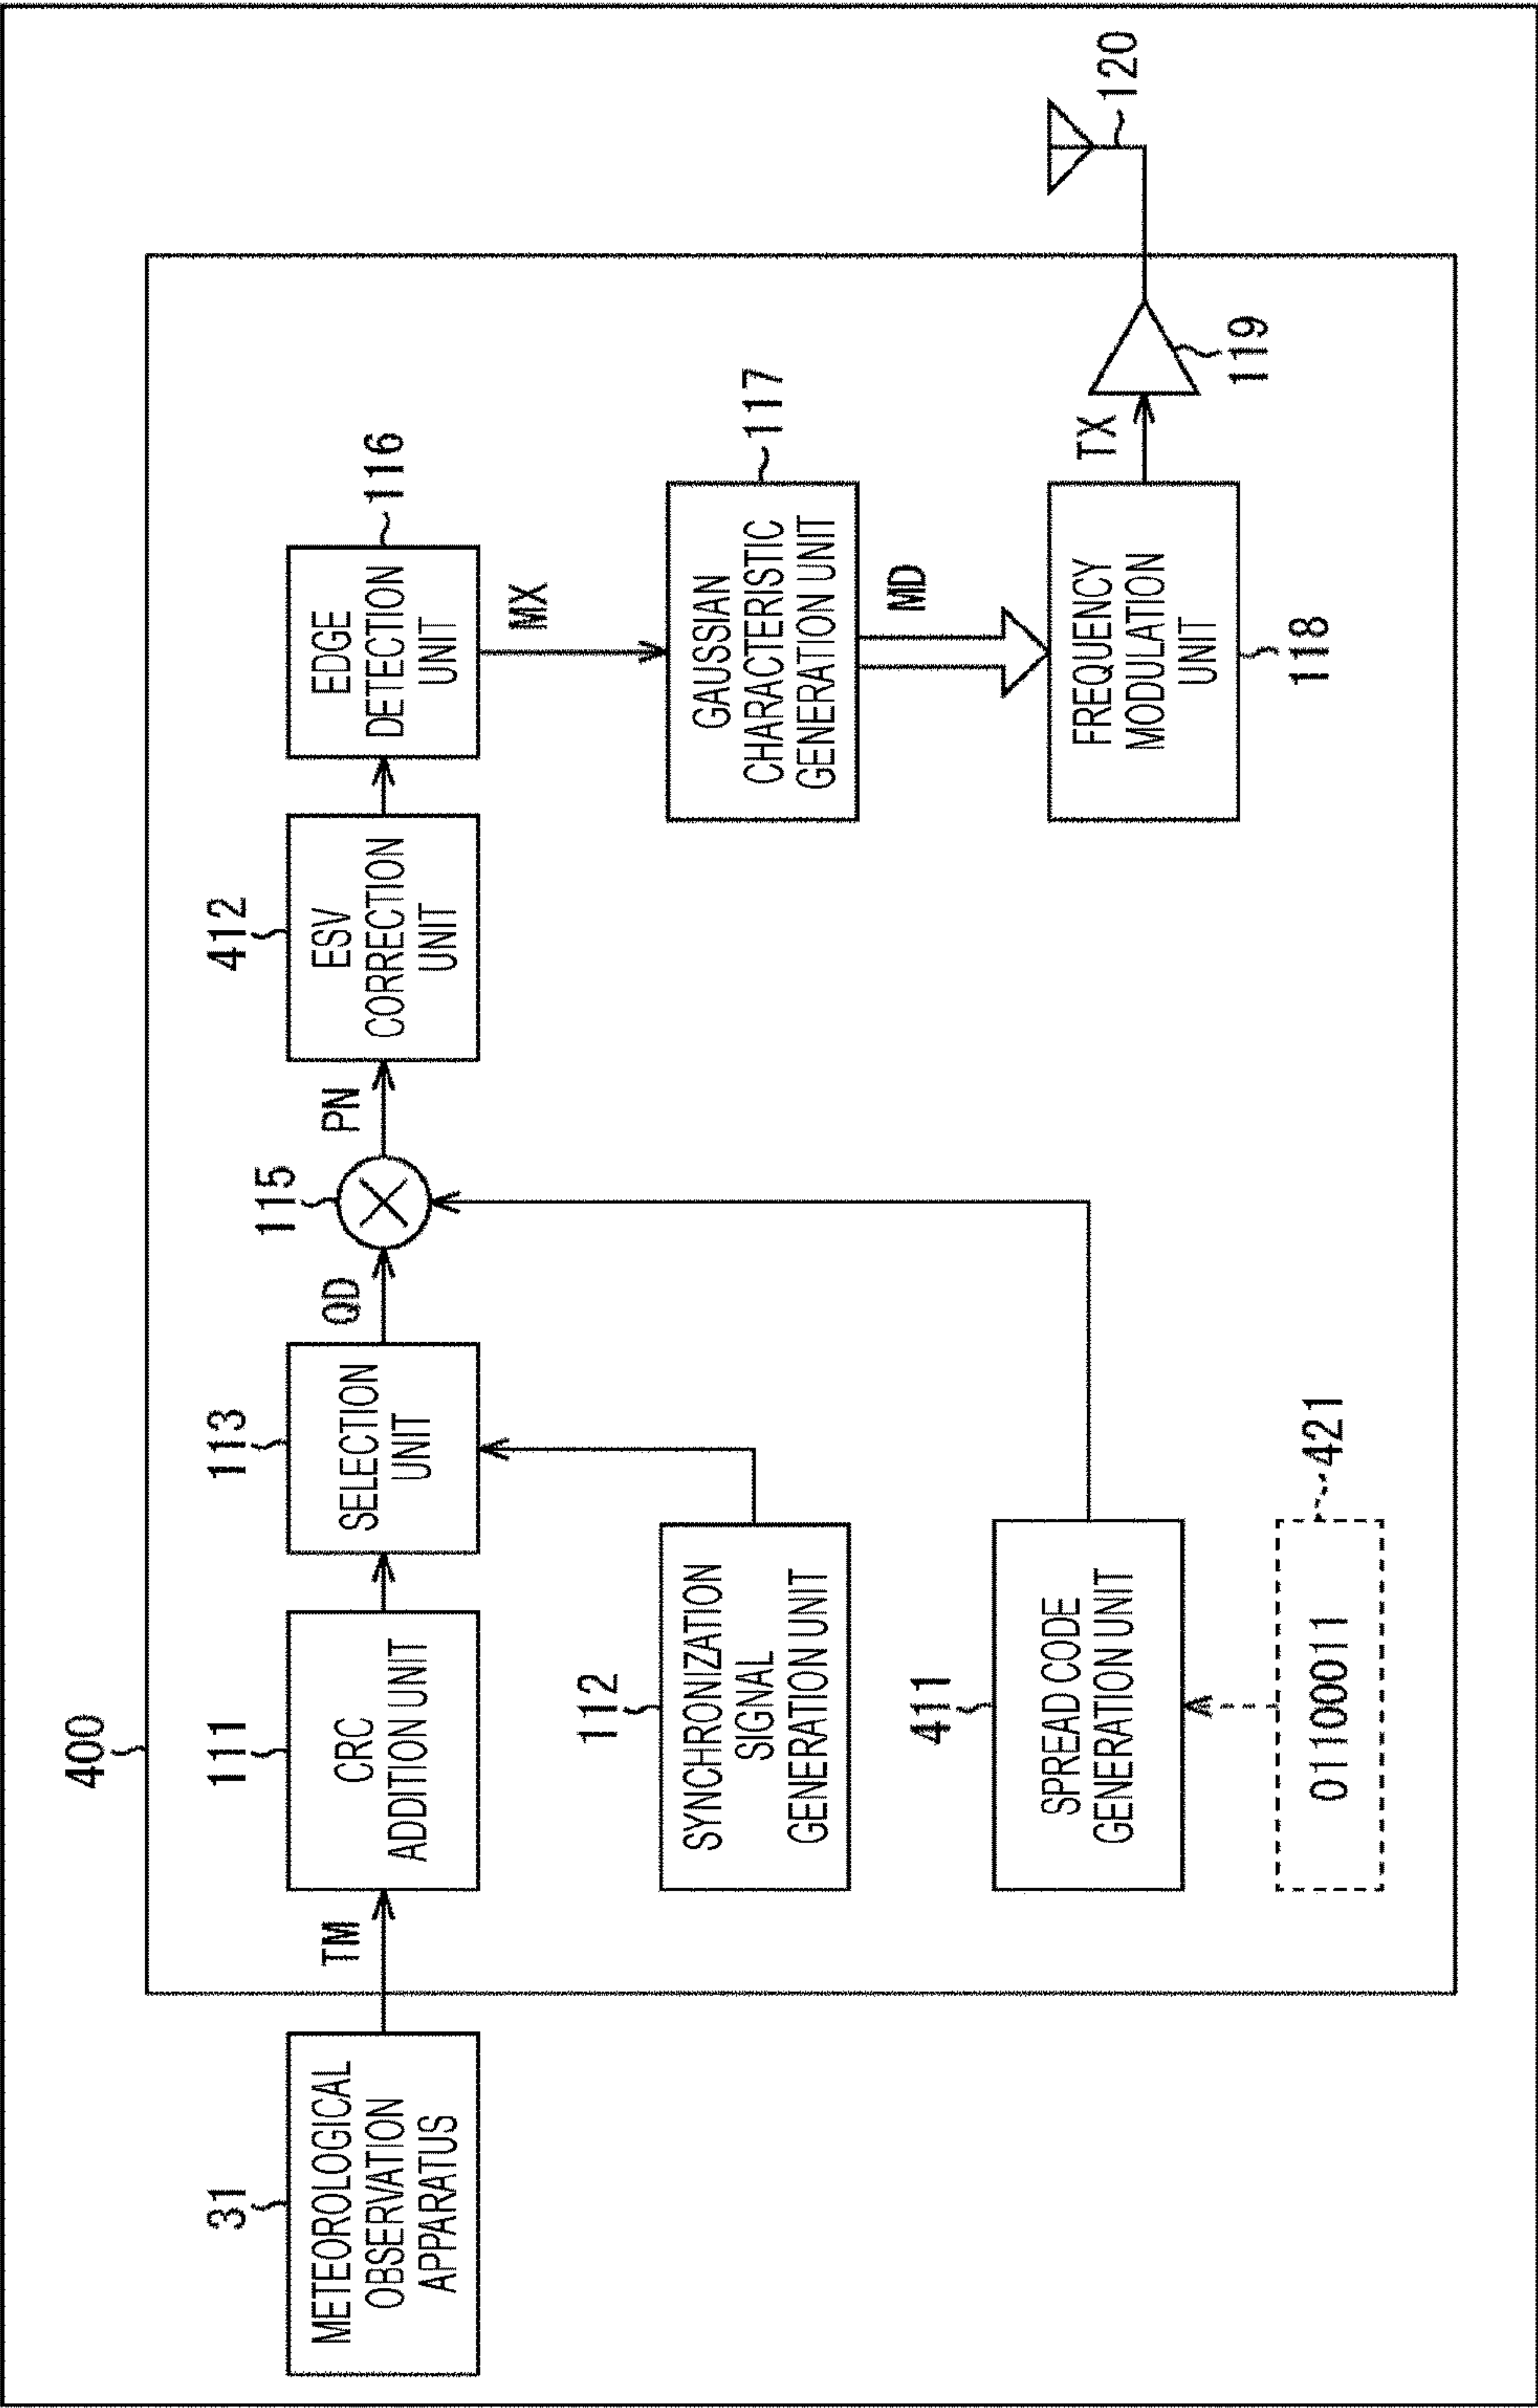 400
31
METEOROLOGICAL
OBSERVATION
APPARATUS
TM
111
CRC
ADDITION UNIT
113
SELECTION
UNIT
QD
115
PN
412
ESV
CORRECTION
UNIT
116
EDGE
DETECTION
UNIT
MX
112
SYNCHRONIZATION
SIGNAL
GENERATION UNIT
117
GAUSSIAN
CHARACTERISTIC
GENERATION UNIT
MD
411
SPREAD CODE
GENERATION UNIT
421
01100011
118
FREQUENCY
MODULATION
UNIT
TX
119
120